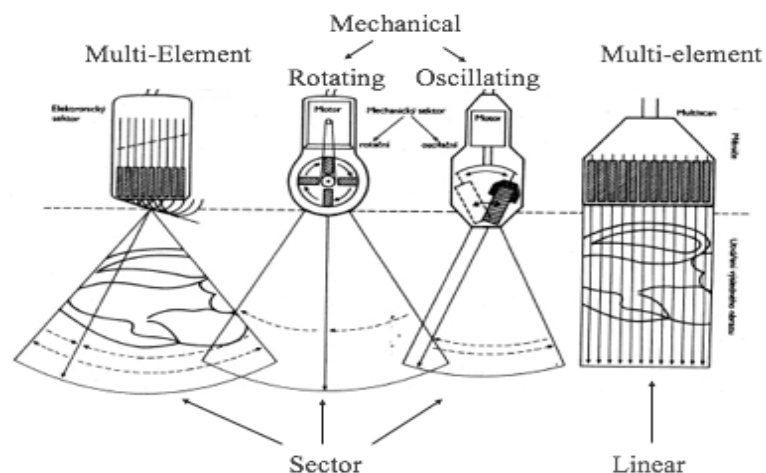 Mechanical
Multi-Element
Multi-element
Rotating
Oscillating
Elektronický
sektor
Motor
Mechanický sektor
rotační
oscilační
Motor
Multiscan
Sector
Linear